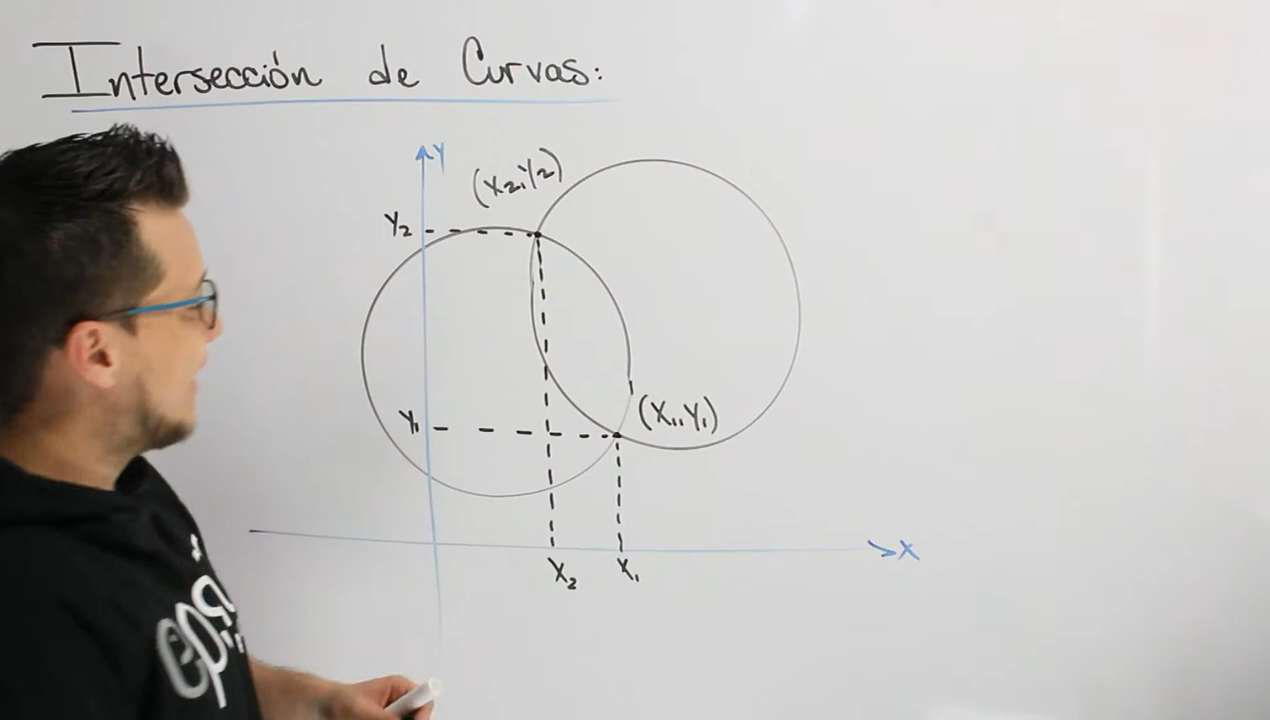 Intersección de Curvas:
Y
(X2,Y2)
Y2
Y1
(X1,Y1)
X
X2
X1